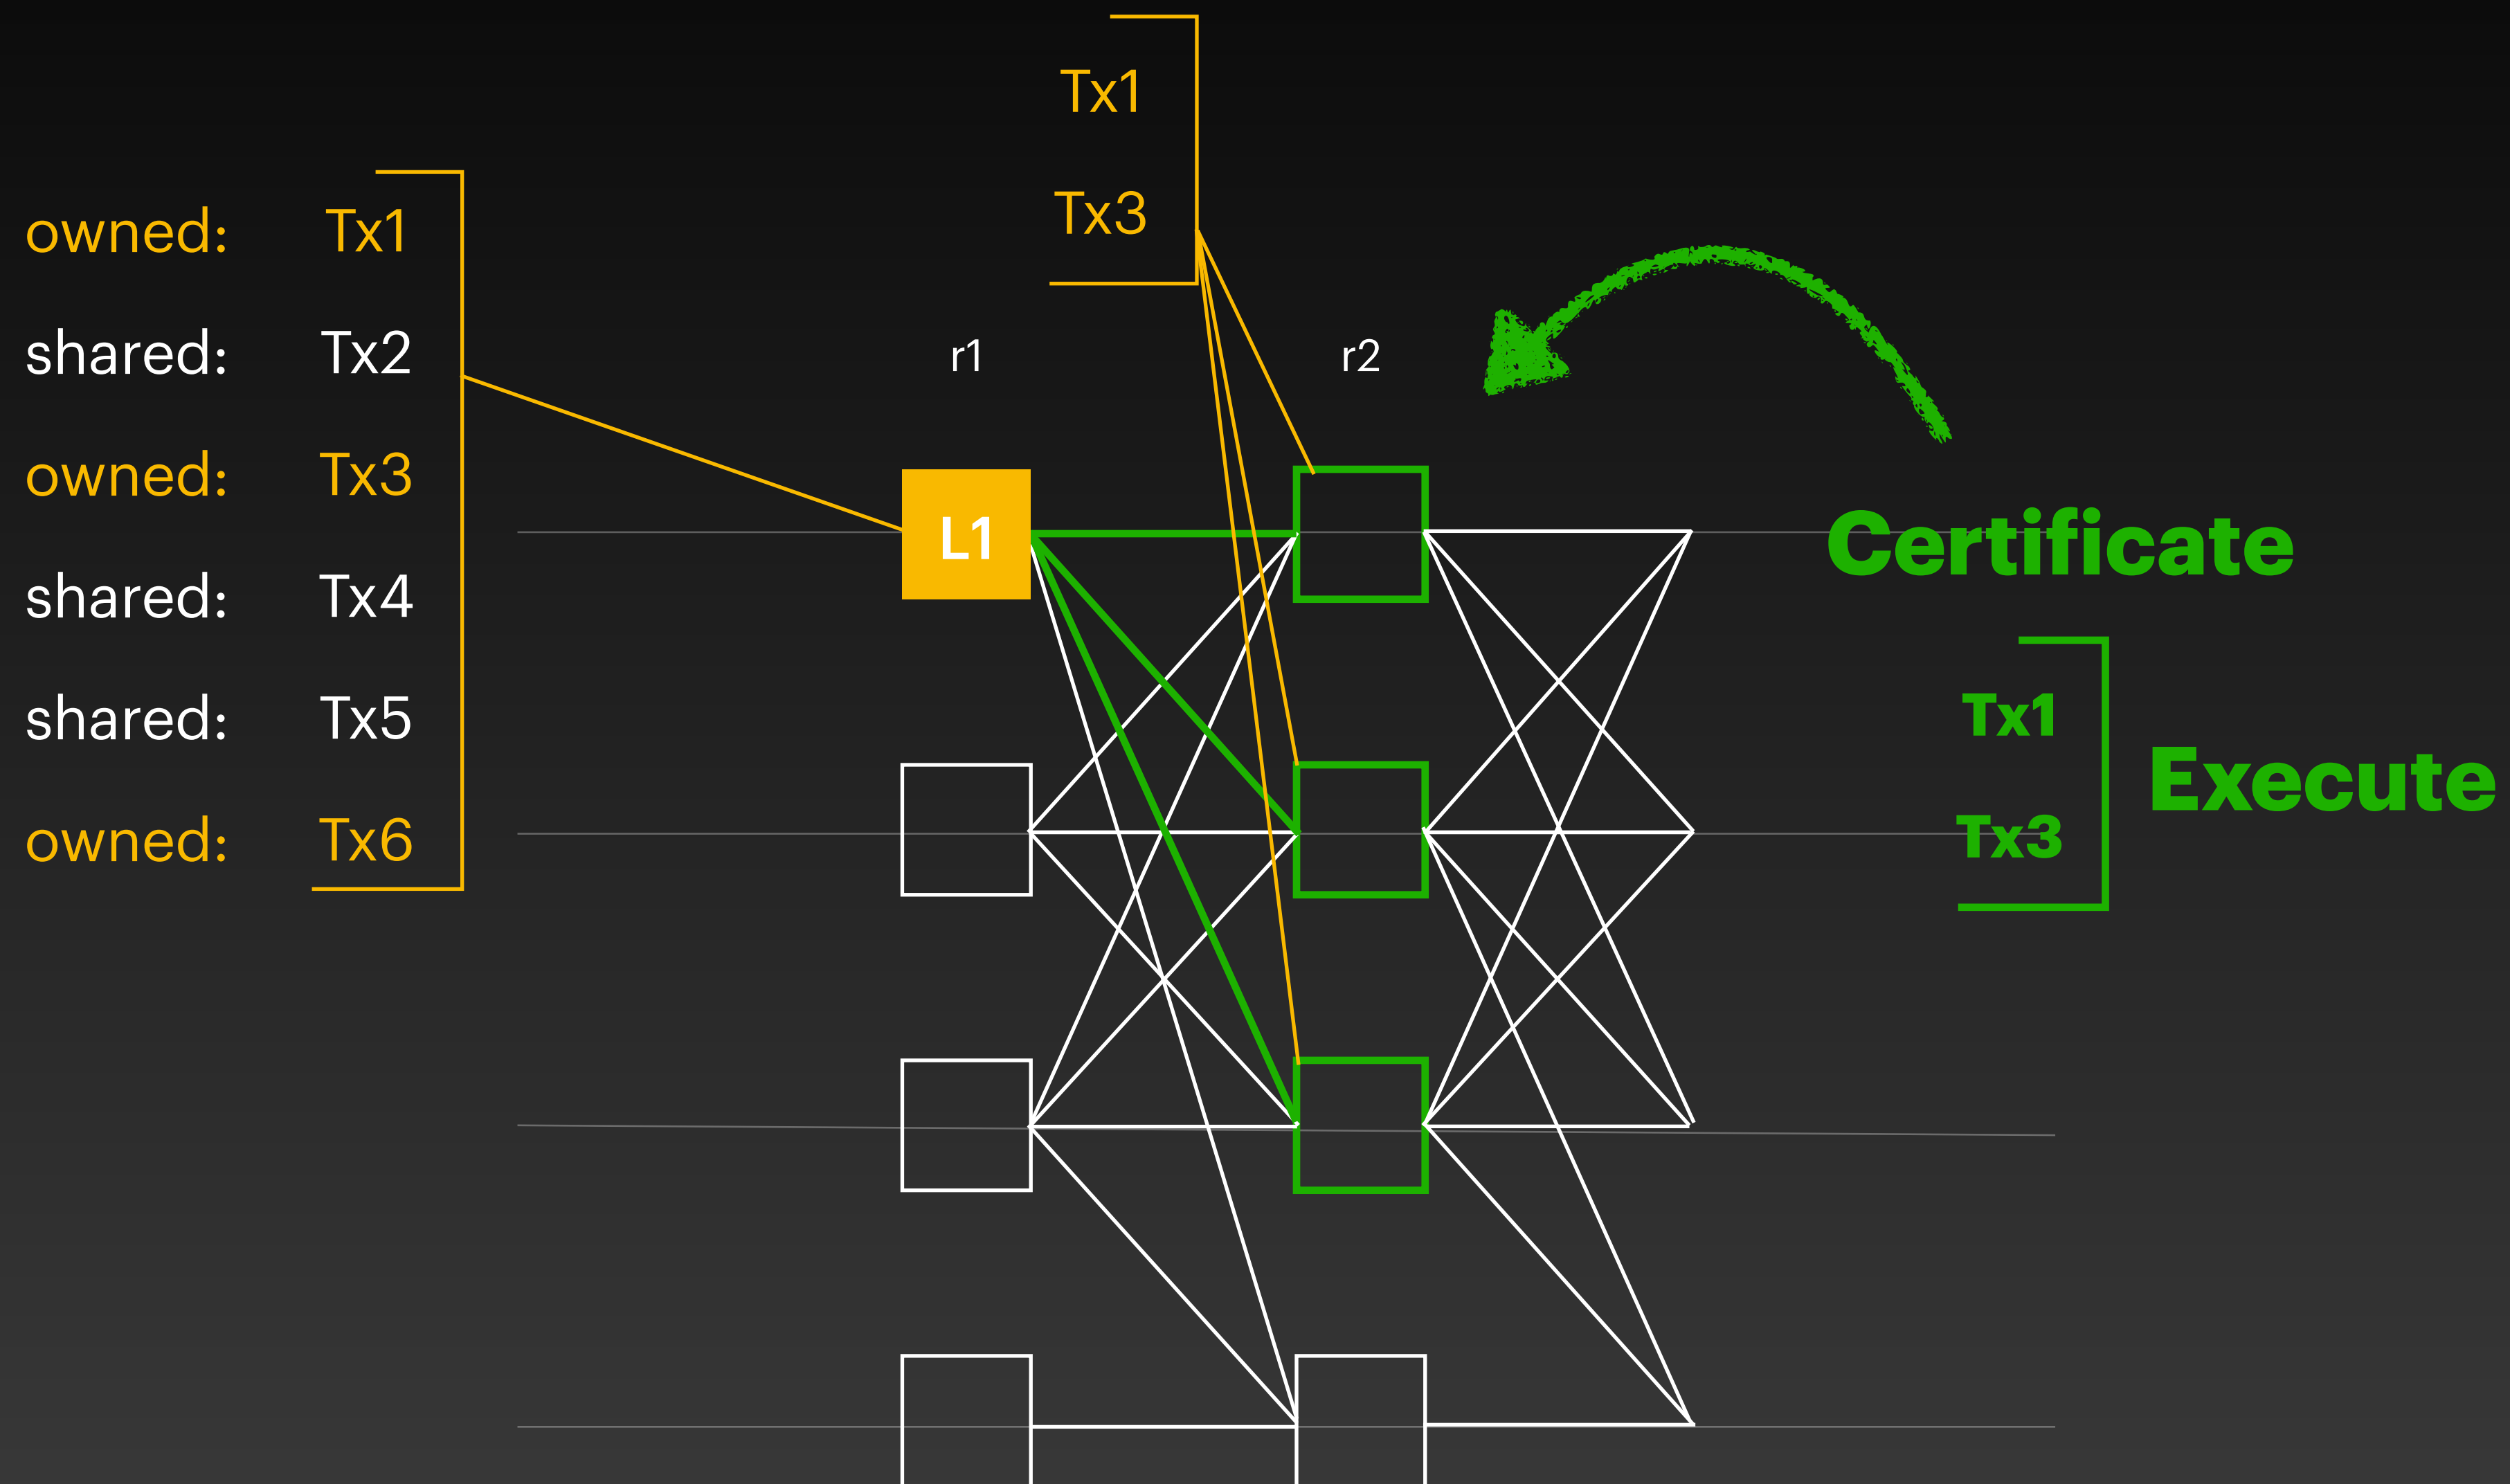 Tx1
Tx3
owned: Tx1
shared: Tx2
owned: Tx3
shared: Tx4
shared: Tx5
owned: Tx6
r1
r2
L1
Certificate
Tx1
Tx3
Execute